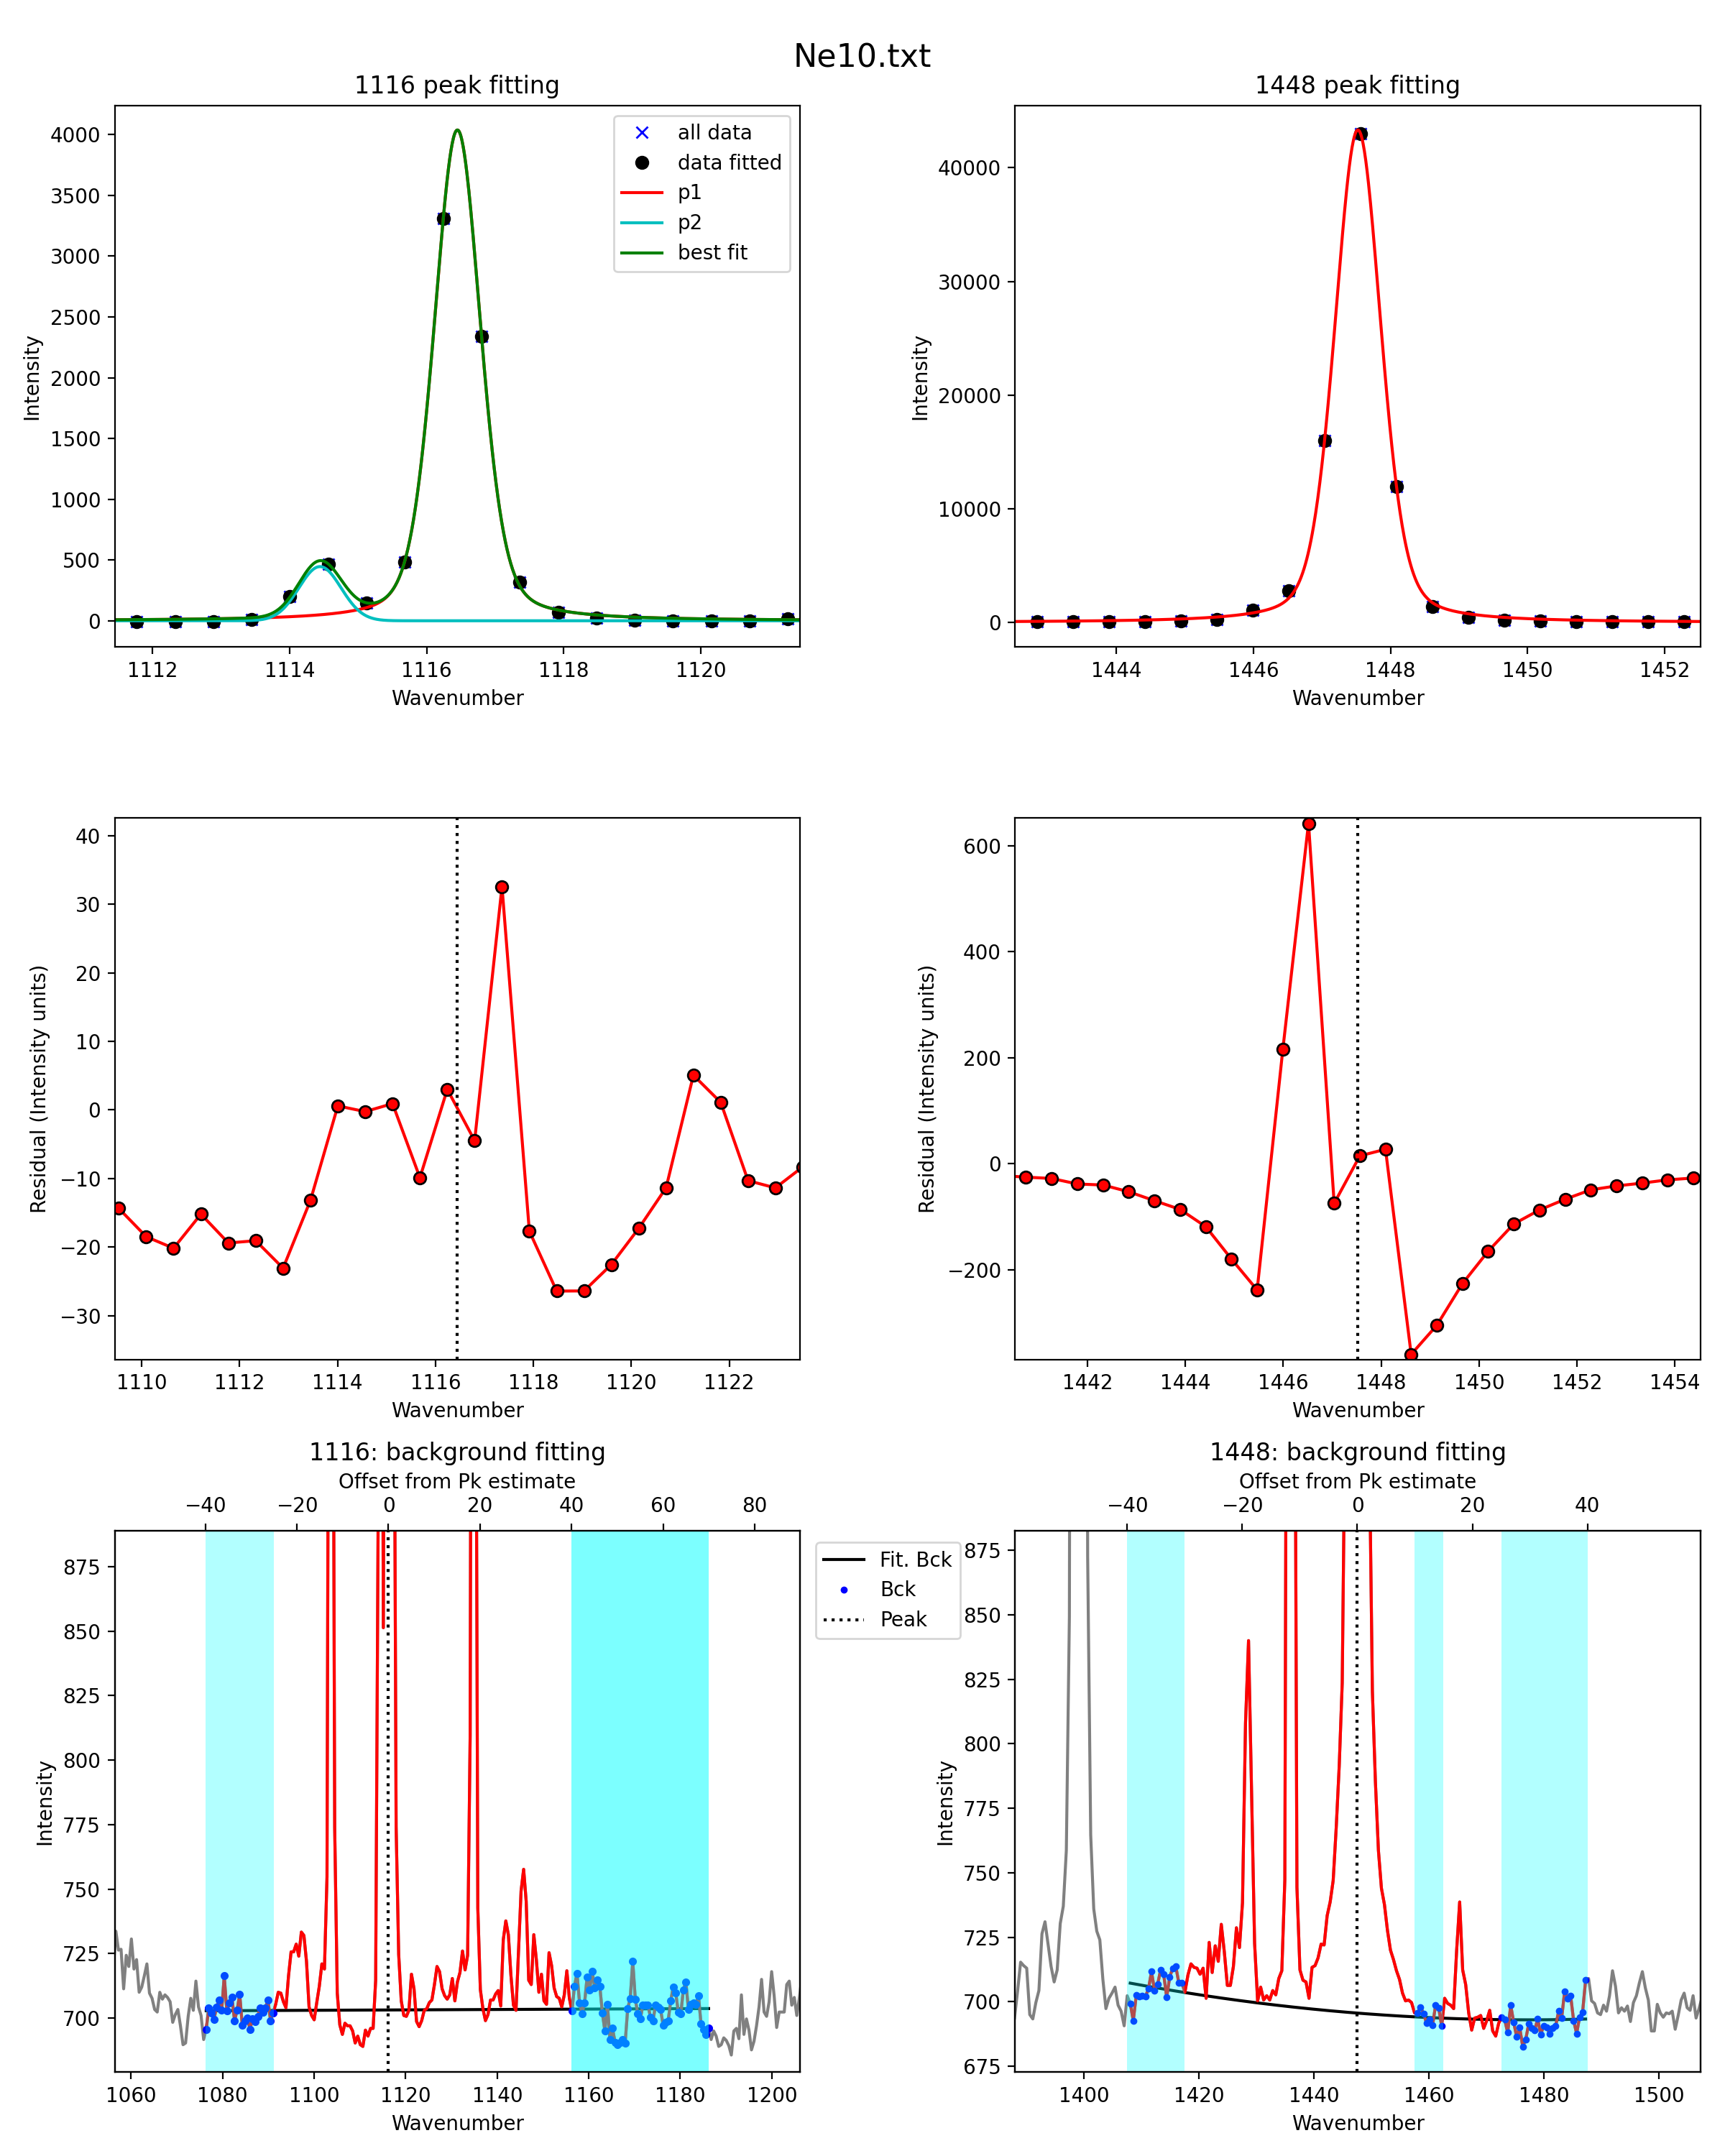 Ne10.txt
1116 peak fitting
4000
3500
3000
2500
2000
1500
1000
500
0
Intensity
all data
data fitted
p1
p2
best fit
1112 1114 1116 1118 1120
Wavenumber
1448 peak fitting
40000
30000
20000
10000
0
Intensity
1444 1446 1448 1450 1452
Wavenumber
40
30
20
10
0
−10
−20
−30
Residual (Intensity units)
1110 1112 1114 1116 1118 1120 1122
Wavenumber
600
400
200
0
−200
Residual (Intensity units)
1442 1444 1446 1448 1450 1452 1454
Wavenumber
1116: background fitting
Offset from Pk estimate
−40 −20 0 20 40 60 80
875
850
825
800
775
750
725
700
Intensity
1060 1080 1100 1120 1140 1160 1180 1200
Wavenumber
Fit. Bck
Bck
Peak
1448: background fitting
Offset from Pk estimate
−40 −20 0 20 40
875
850
825
800
775
750
725
700
675
Intensity
1400 1420 1440 1460 1480 1500
Wavenumber